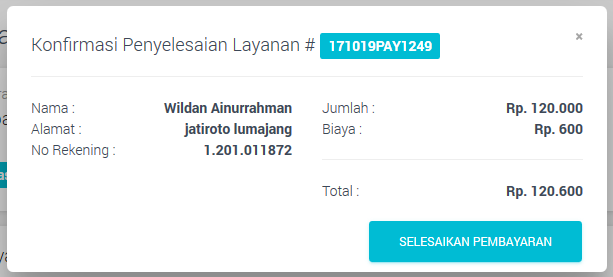 Konfirmasi Penyelesaian Layanan # 171019PAY1249
×
Nama : Wildan Ainurrahman
Alamat : jatiroto lumajang
No Rekening : 1.201.011872
Jumlah : Rp. 120.000
Biaya : Rp. 600
Total : Rp. 120.600
SELESAIKAN PEMBAYARAN